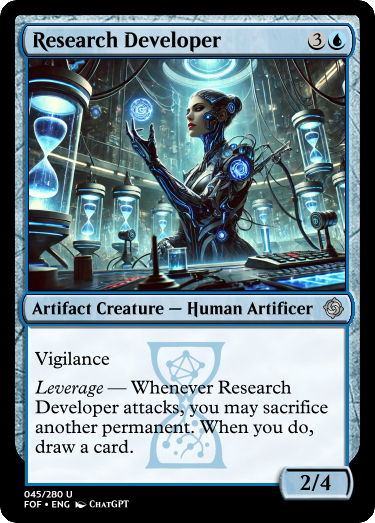 Research Developer 3
Artifact Creature — Human Artificer
Vigilance
Leverage — Whenever Research
Developer attacks, you may sacrifice
another permanent. When you do,
draw a card.
2/4
045/280 U
FOF • ENG ChatGPT